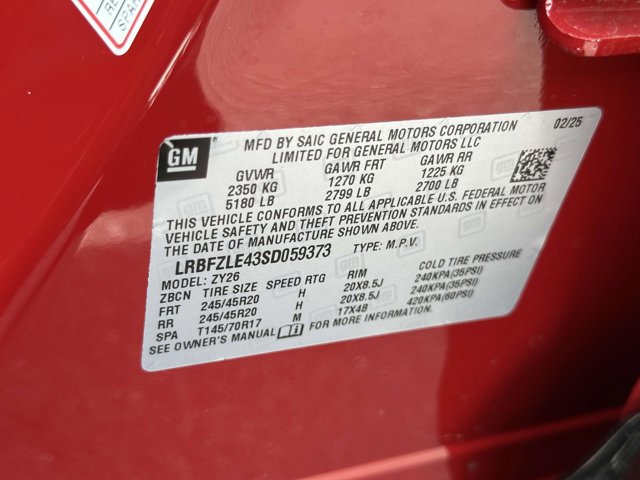 RE
SPAR
GM
MFD BY SAIC GENERAL MOTORS CORPORATION 02/25
LIMITED FOR GENERAL MOTORS LLC
GVWR GAWR FRT GAWR RR
2350 KG 1270 KG 1225 KG
5180 LB 2799 LB 2700 LB
THIS VEHICLE CONFORMS TO ALL APPLICABLE U.S. FEDERAL MOTOR
VEHICLE SAFETY AND THEFT PREVENTION STANDARDS IN EFFECT ON
THE DATE OF MANUFACTURE SHOWN ABOVE.
LRBFZLE43SD059373 TYPE: M.P.V.
MODEL: ZY26
ZBCN TIRE SIZE SPEED RTG RIM COLD TIRE PRESSURE
FRT 245/45R20 H 20X8.5J 240KPA(35PSI)
RR 245/45R20 H 20X8.5J 240KPA(35PSI)
SPA T145/70R17 M 17X4B 420KPA(60PSI)
SEE OWNER'S MANUAL FOR MORE INFORMATION.